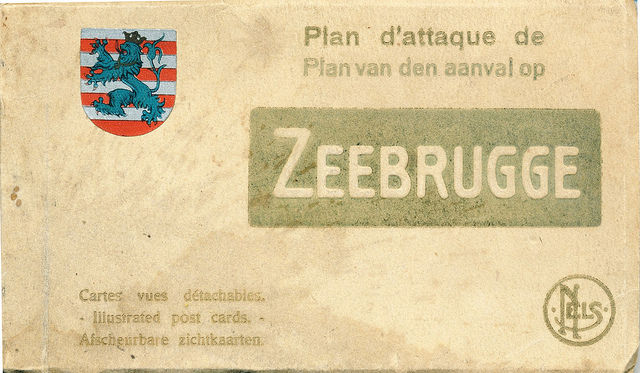 Plan d'attaque de
Plan van den aanval op
ZEEBRUGGE
Cartes vues détachables.
- Illustrated post cards. -
Afscheurbare zichtkaarten.
NELS